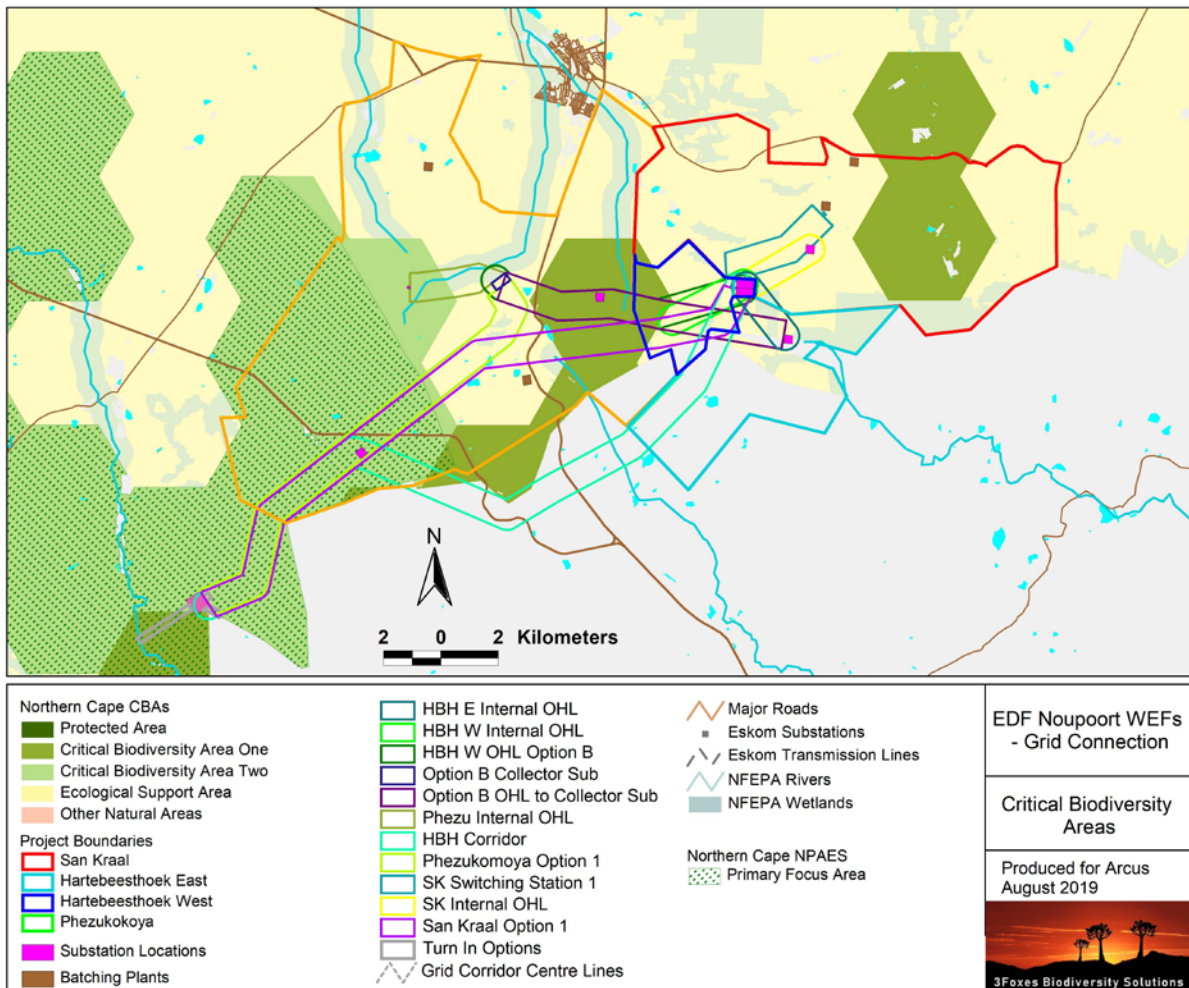 N
2 0 2 Kilometers
Northern Cape CBAs
Protected Area
Critical Biodiversity Area One
Critical Biodiversity Area Two
Ecological Support Area
Other Natural Areas
Project Boundaries
San Kraal
Hartebeesthoek East
Hartebeesthoek West
Phezukokoya
Substation Locations
Batching Plants
HBH E Internal OHL
HBH W Internal OHL
HBH W OHL Option B
Option B Collector Sub
Option B OHL to Collector Sub
Phezu Internal OHL
HBH Corridor
Phezukomoya Option 1
SK Switching Station 1
SK Internal OHL
San Kraal Option 1
Turn In Options
Grid Corridor Centre Lines
Major Roads
Eskom Substations
Eskom Transmission Lines
NFEPA Rivers
NFEPA Wetlands
Northern Cape NPAES
Primary Focus Area
EDF Noupoort WEFs
- Grid Connection
Critical Biodiversity
Areas
Produced for Arcus
August 2019
3Foxes Biodiversity Solutions